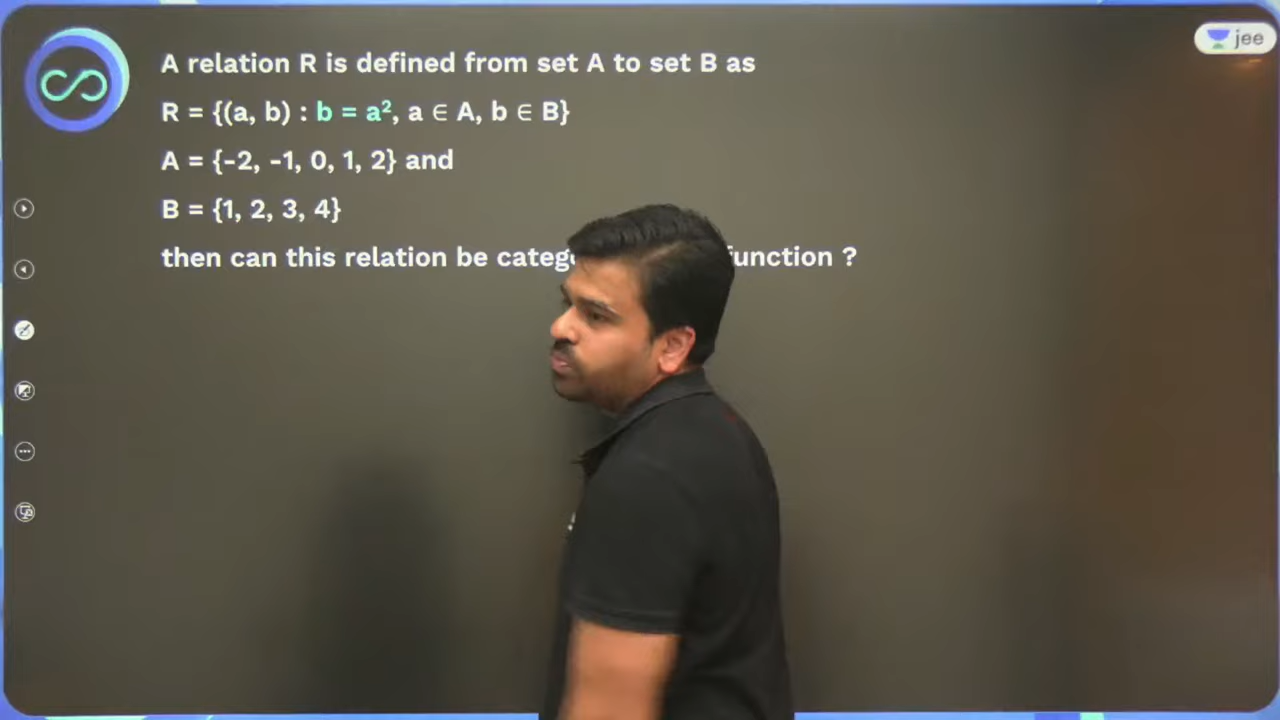 jee
A relation R is defined from set A to set B as
R = {(a, b) : b = a², a ∈ A, b ∈ B}
A = {-2, -1, 0, 1, 2} and
B = {1, 2, 3, 4}
then can this relation be function ?